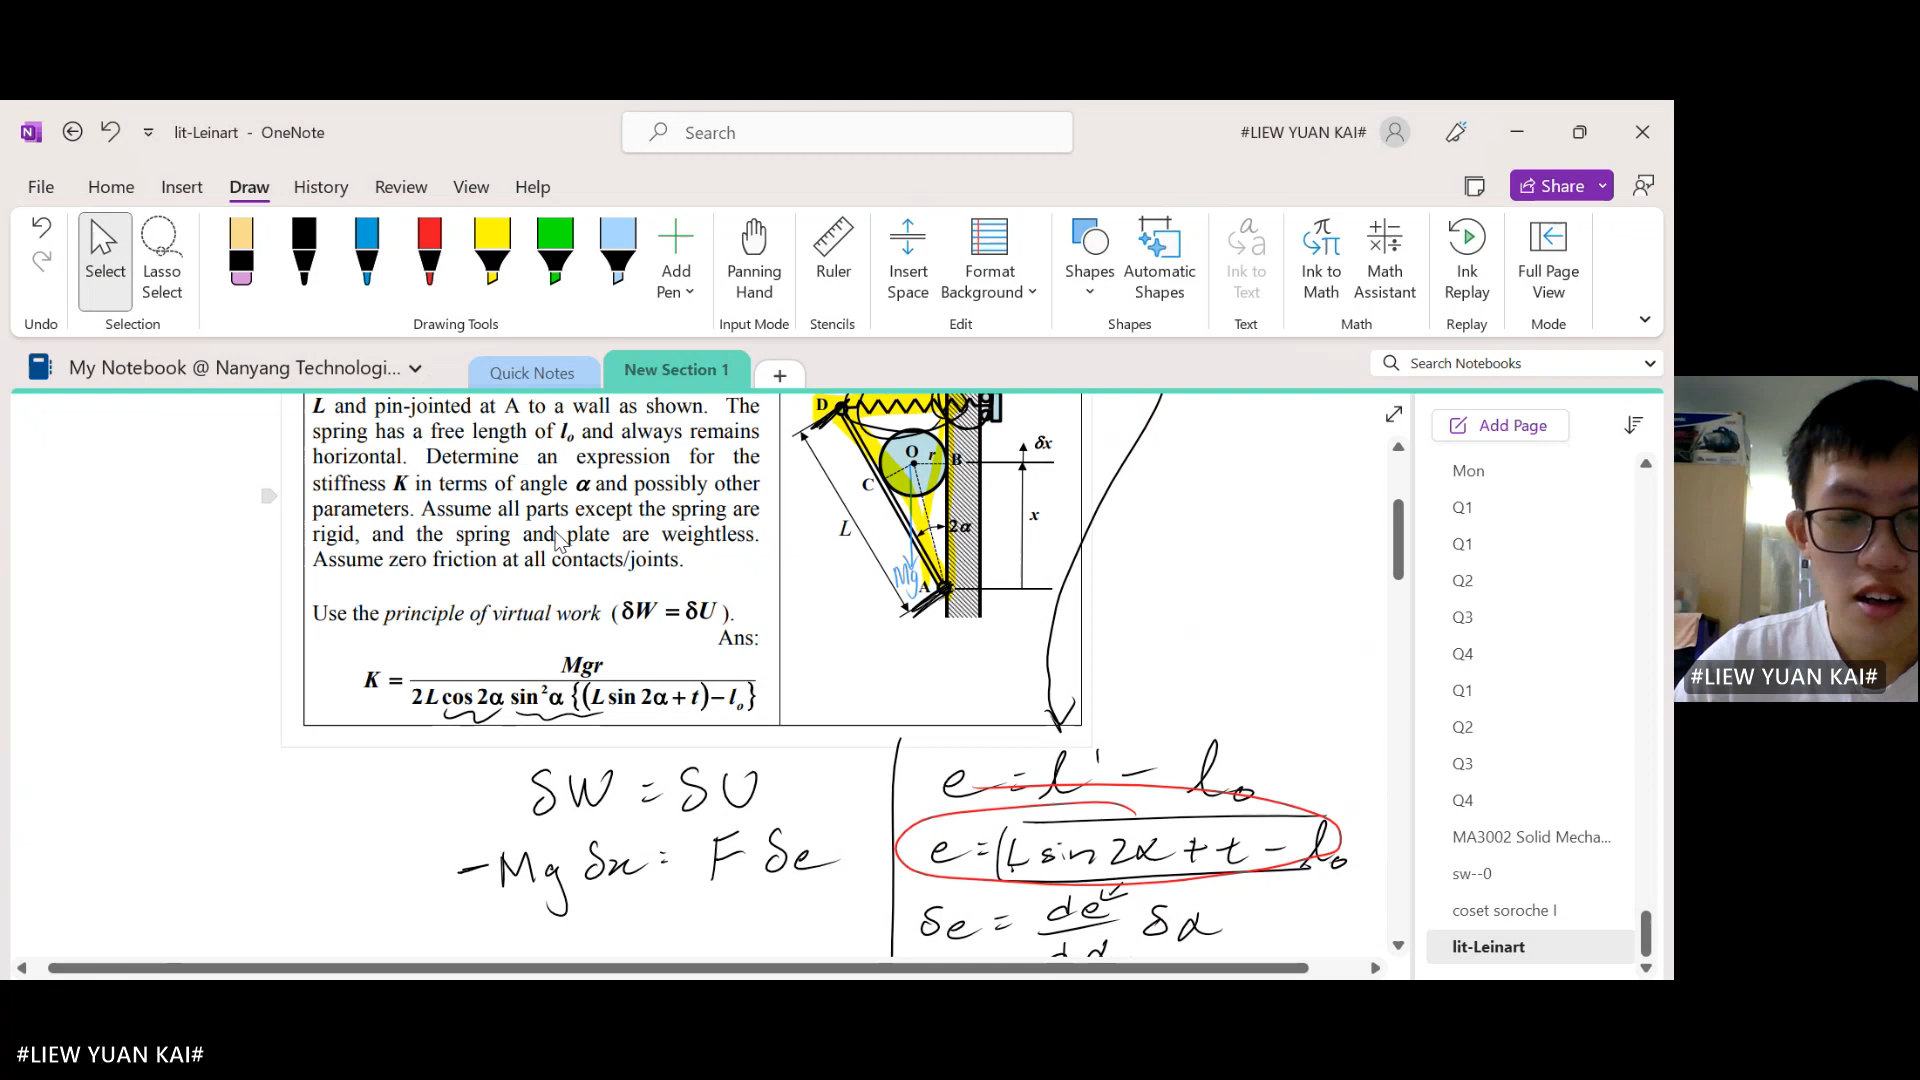 lit-Leinart - OneNote
Search
#LIEW YUAN KAI#
File Home Insert Draw History Review View Help
Share
Select
Lasso Select
Add Pen
Panning Hand
Ruler
Insert Space
Format Background
Shapes
Automatic Shapes
Ink to Text
Ink to Math
Math Assistant
Ink Replay
Full Page View
Undo Selection Drawing Tools Input Mode Stencils Edit Shapes Text Math Replay Mode
My Notebook @ Nanyang Technologi...
Quick Notes
New Section 1
Search Notebooks
L and pin-jointed at A to a wall as shown. The
spring has a free length of lo and always remains
horizontal. Determine an expression for the
stiffness K in terms of angle α and possibly other
parameters. Assume all parts except the spring are
rigid, and the spring and plate are weightless.
Assume zero friction at all contacts/joints.
Use the principle of virtual work (δW = δU).
Ans:
K = Mgr / 2L cos 2α sin²α {(L sin 2α + t) − lo}
D
O r B
C
δx
L
2α
x
Mg
A
δW = δU
−Mg δx = F δe
e = l' − lo
e = (L sin 2α + t − lo
δe = de/dα δα
Add Page
Mon
Q1
Q1
Q2
Q3
Q4
Q1
Q2
Q3
Q4
MA3002 Solid Mecha...
sw--0
coset soroche I
lit-Leinart
#LIEW YUAN KAI#
#LIEW YUAN KAI#